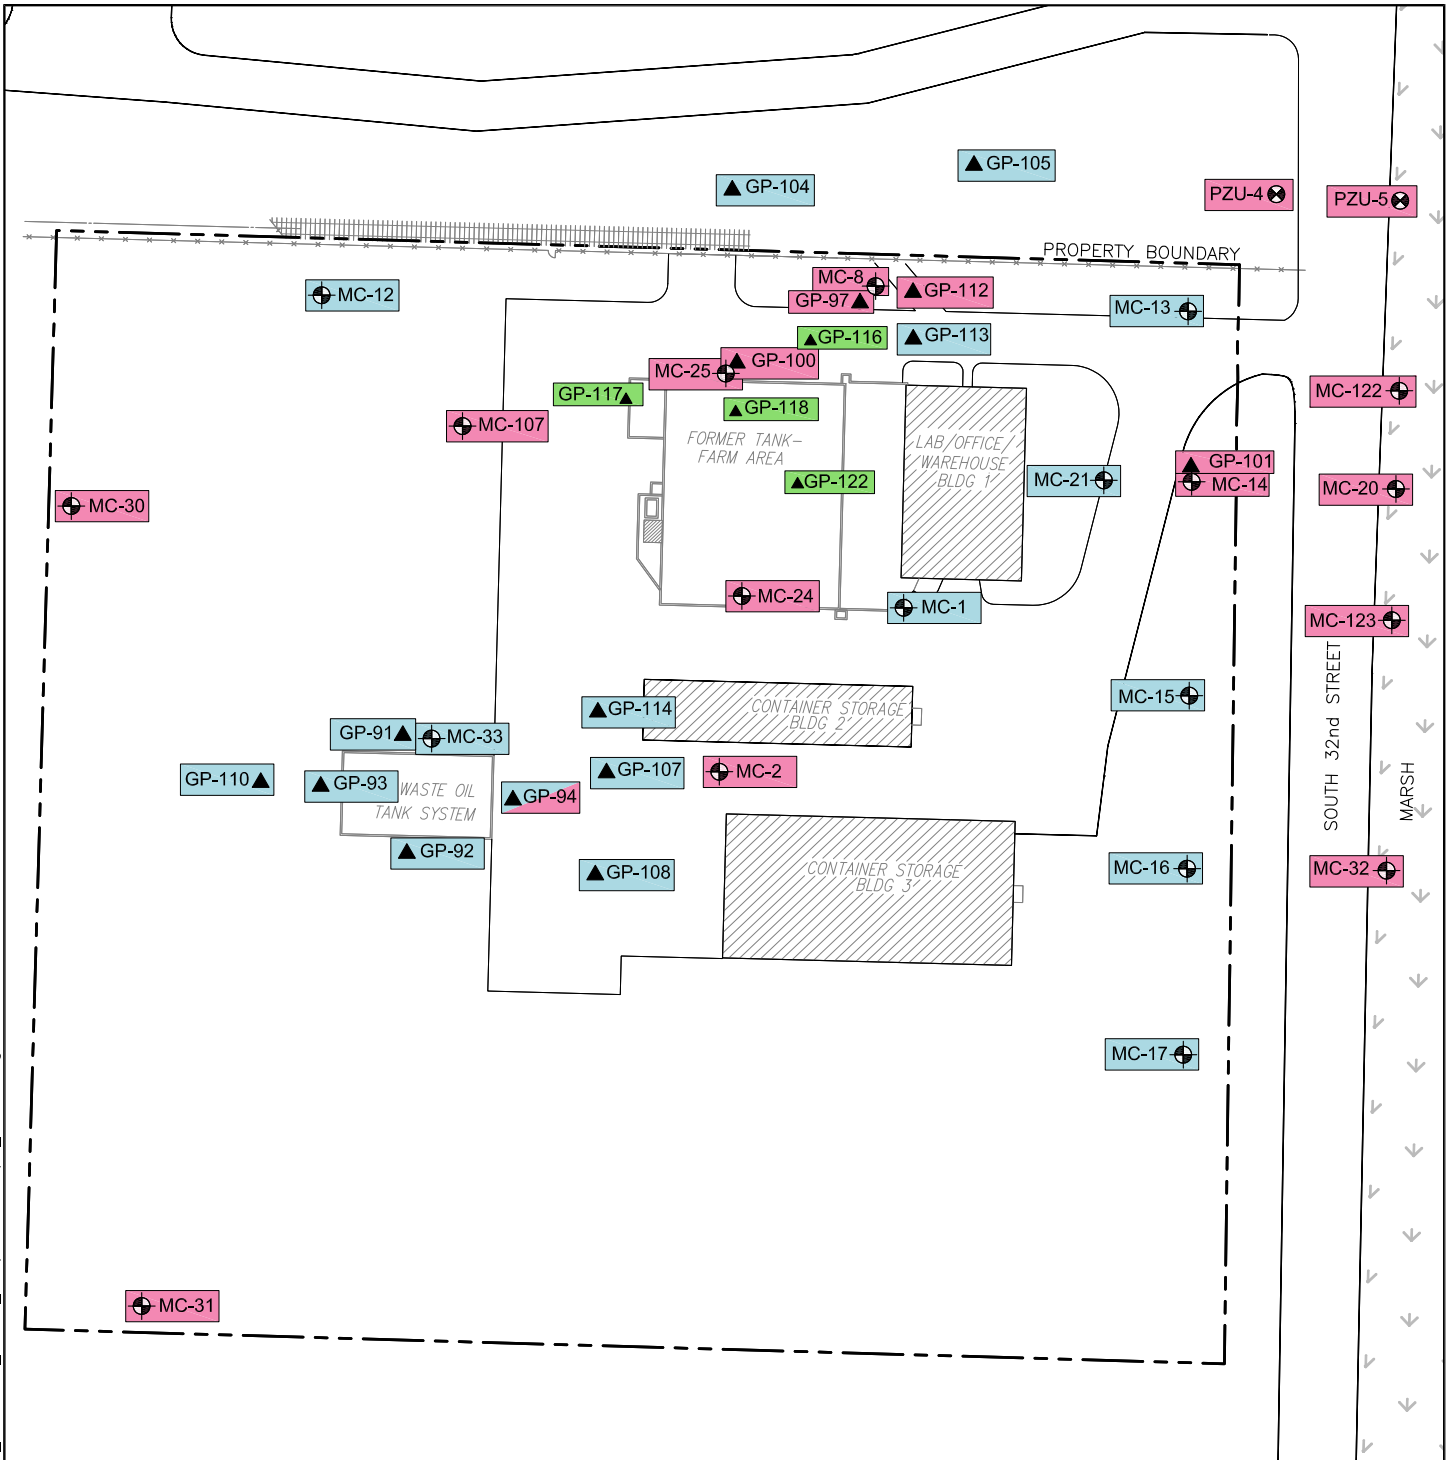 GP-105
GP-104
PZU-4
PZU-5
PROPERTY BOUNDARY
MC-8
GP-112
MC-12
GP-97
MC-13
GP-116
GP-113
GP-100
MC-25
MC-122
GP-117
GP-118
MC-107
FORMER TANK-
FARM AREA
LAB/OFFICE/
WAREHOUSE
BLDG 1
GP-101
MC-21
GP-122
MC-14
MC-20
MC-30
MC-24
MC-1
MC-123
SOUTH 32nd STREET
MARSH
MC-15
GP-114
CONTAINER STORAGE
BLDG 2
GP-91
MC-33
GP-107
MC-2
GP-110
GP-93
WASTE OIL
TANK SYSTEM
GP-94
GP-92
GP-108
CONTAINER STORAGE
BLDG 3
MC-16
MC-32
MC-17
MC-31